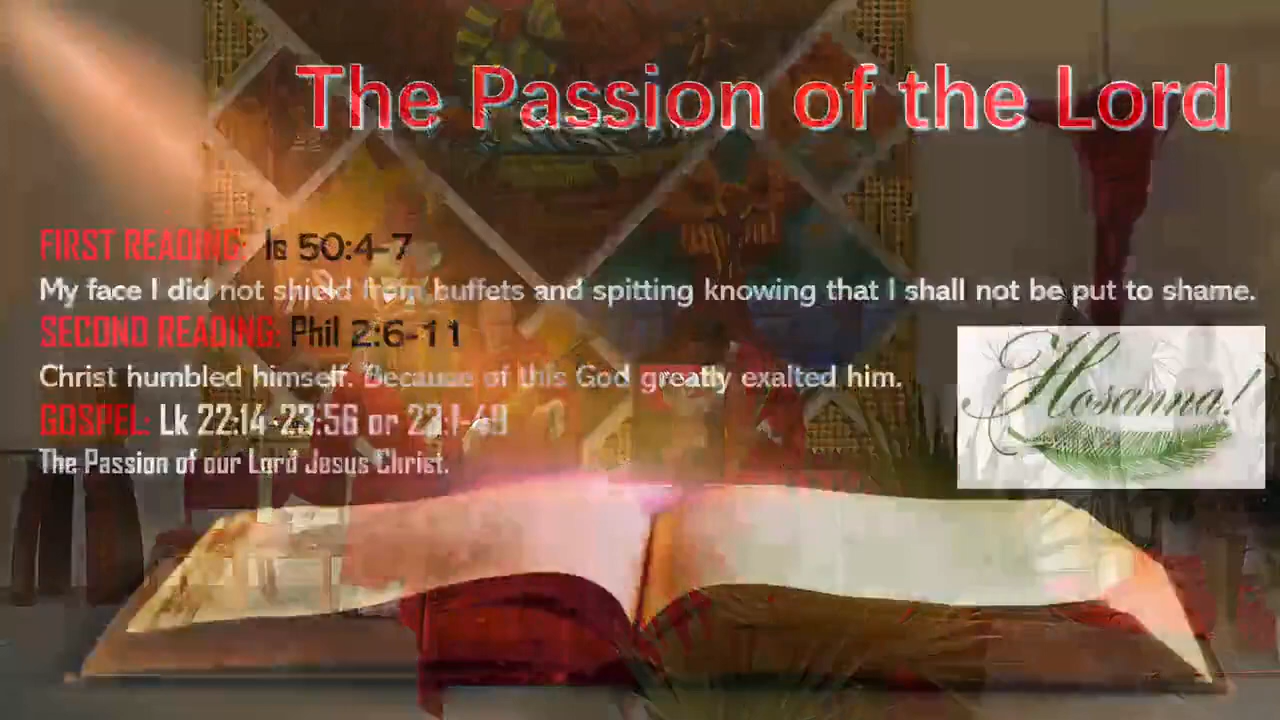 The Passion of the Lord
FIRST READING: Is 50:4-7
My face I did not shield from buffets and spitting knowing that I shall not be put to shame.
SECOND READING: Phil 2:6-11
Christ humbled himself. Because of this God greatly exalted him.
GOSPEL: Lk 22:14-23:56 or 23:1-49
The Passion of our Lord Jesus Christ.
Hosanna!